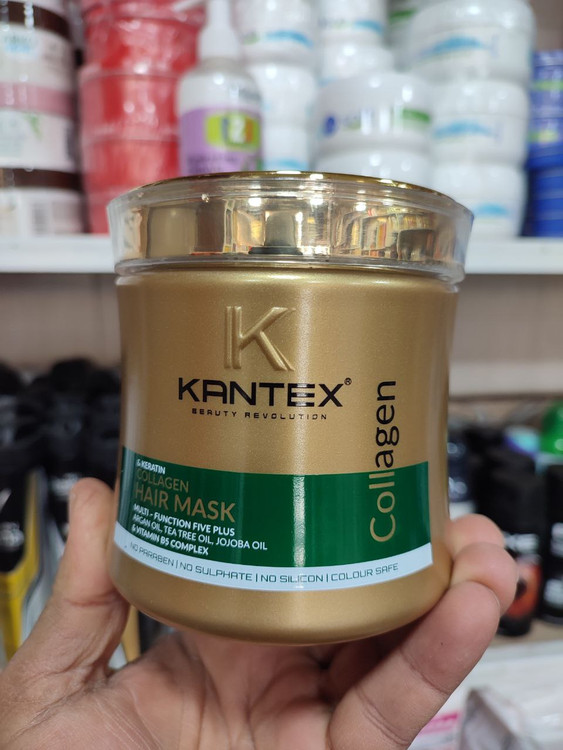 K
KANTEX®
BEAUTY REVOLUTION
Collagen
& KERATIN
COLLAGEN
HAIR MASK
MULTI - FUNCTION FIVE PLUS
ARGAN OIL, TEA TREE OIL, JOJOBA OIL
& VITAMIN B5 COMPLEX
NO PARABEN | NO SULPHATE | NO SILICON | COLOUR SAFE